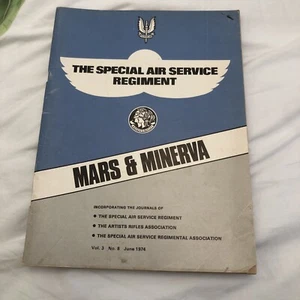 THE SPECIAL AIR SERVICE
REGIMENT
MARS & MINERVA
INCORPORATING THE JOURNALS OF
● THE SPECIAL AIR SERVICE REGIMENT
● THE ARTISTS RIFLES ASSOCIATION
● THE SPECIAL AIR SERVICE REGIMENTAL ASSOCIATION
Vol. 3 No. 8 June 1974